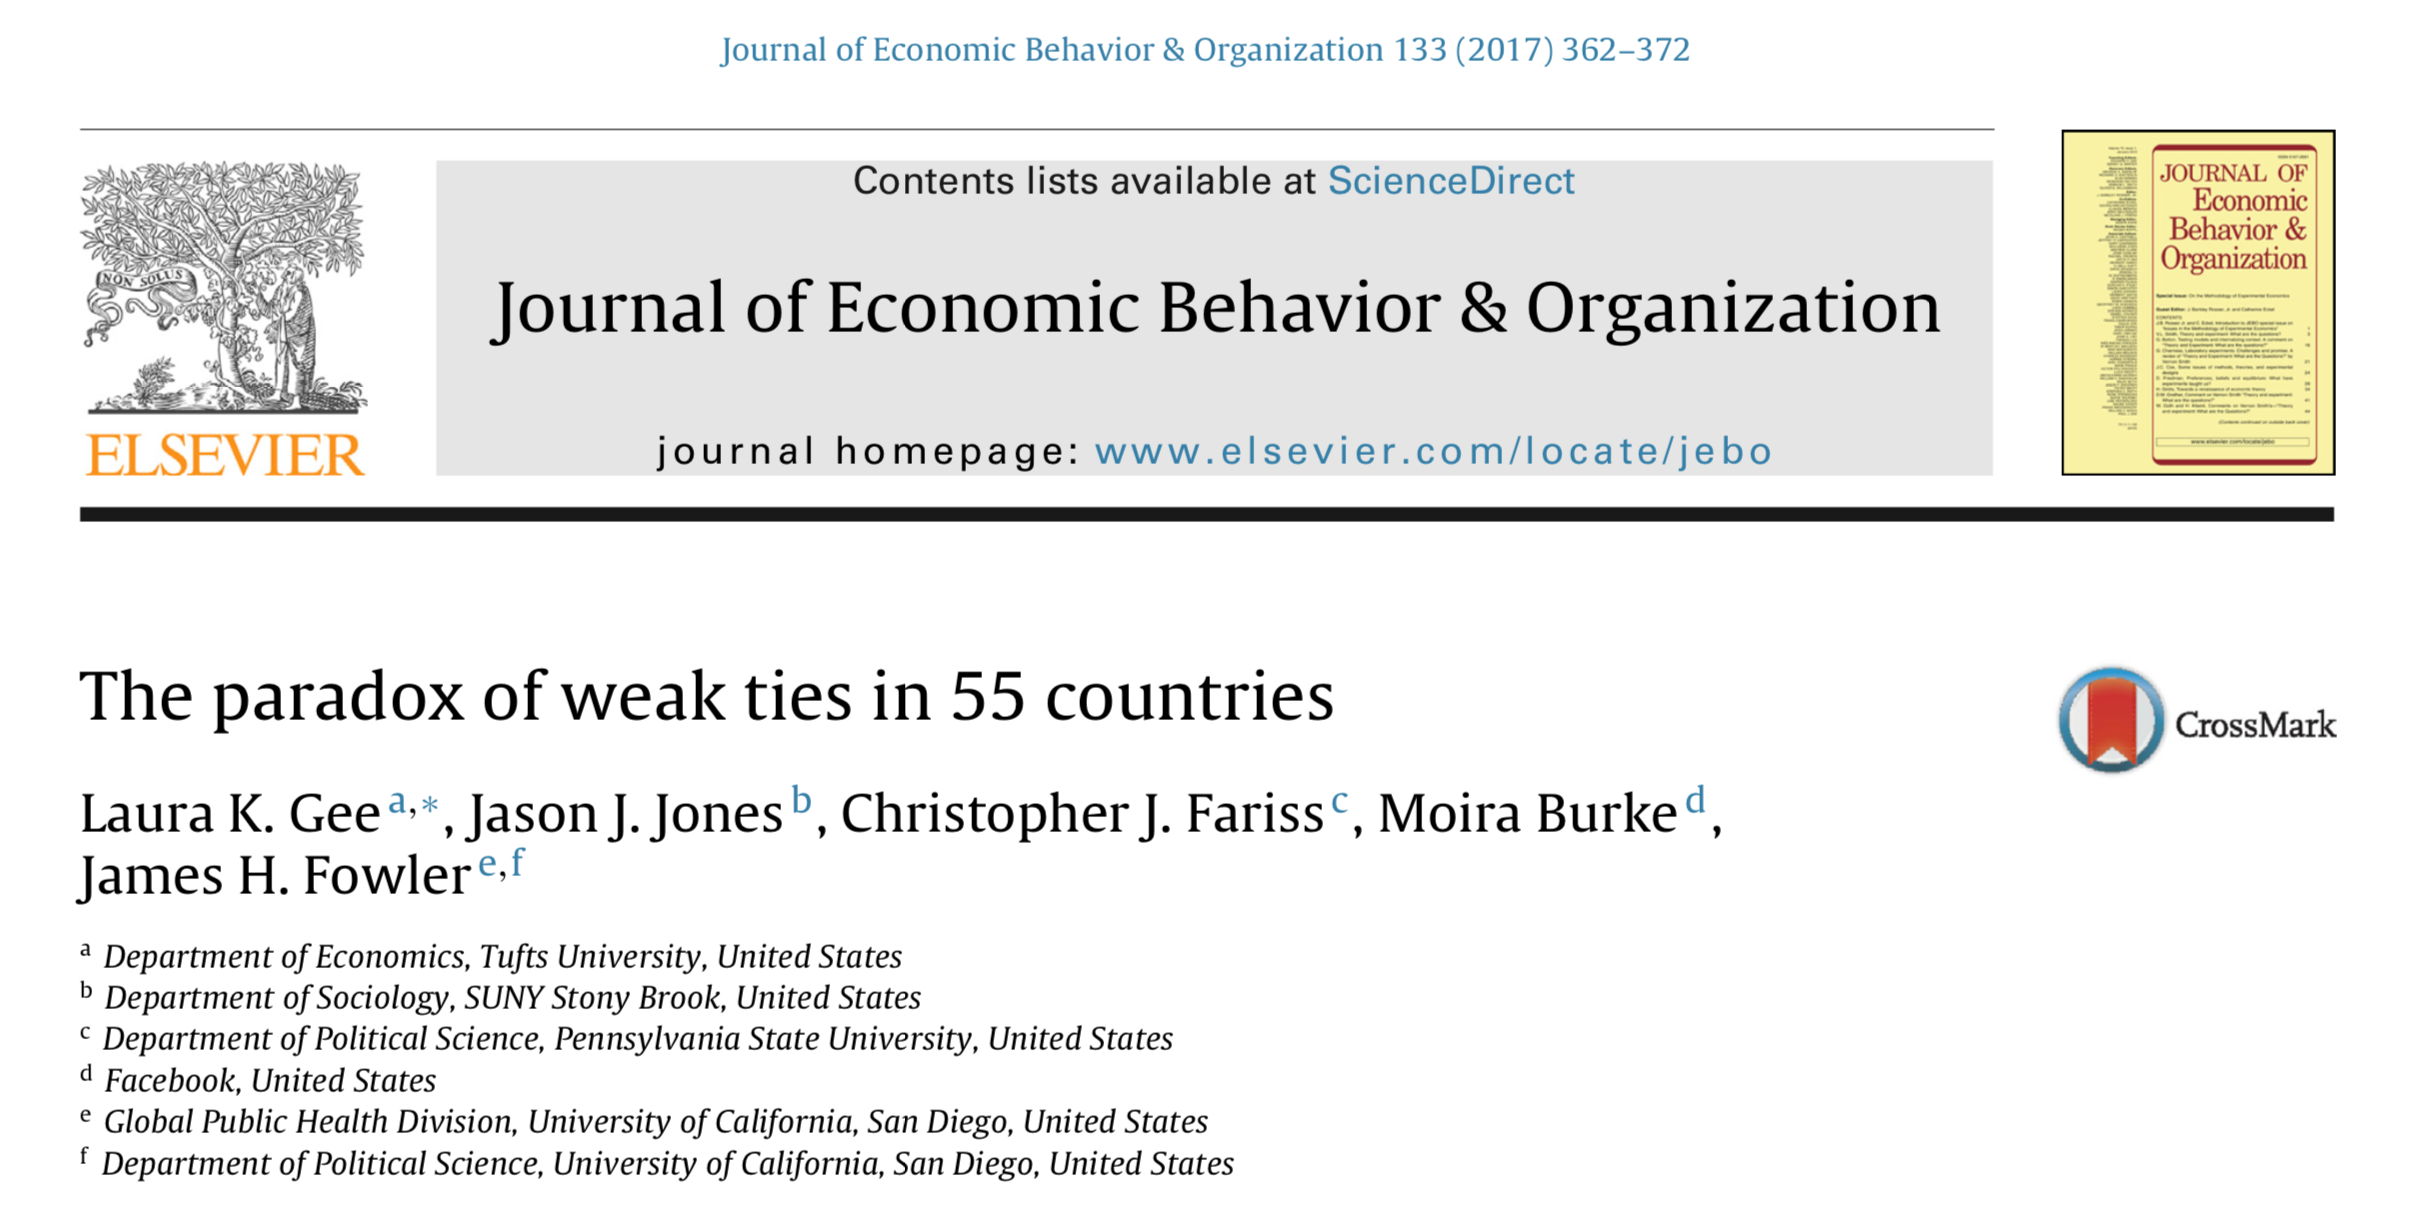 Journal of Economic Behavior & Organization 133 (2017) 362–372
Contents lists available at ScienceDirect
Journal of Economic Behavior & Organization
journal homepage: www.elsevier.com/locate/jebo
NON SOLUS
ELSEVIER
JOURNAL OF
Economic
Behavior &
Organization
www.elsevier.com/locate/jebo
The paradox of weak ties in 55 countries
CrossMark
Laura K. Gee a,*, Jason J. Jones b, Christopher J. Fariss c, Moira Burke d,
James H. Fowler e,f
a Department of Economics, Tufts University, United States
b Department of Sociology, SUNY Stony Brook, United States
c Department of Political Science, Pennsylvania State University, United States
d Facebook, United States
e Global Public Health Division, University of California, San Diego, United States
f Department of Political Science, University of California, San Diego, United States